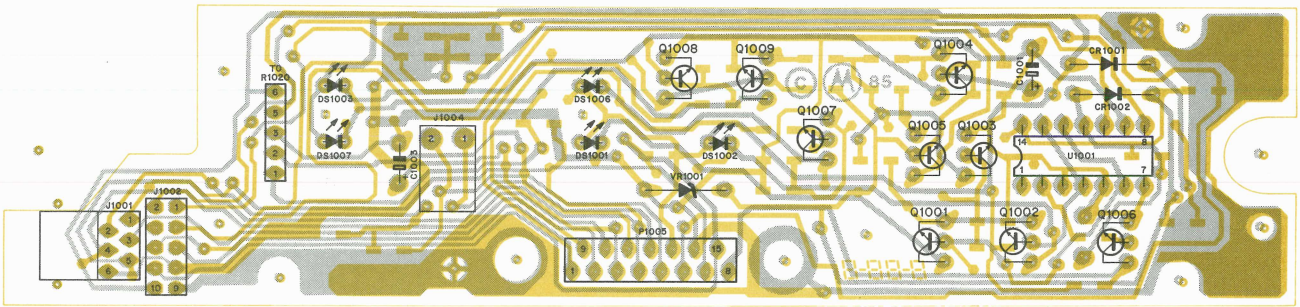 Q1008
Q1009
Q1004
CR1001
C1001
+
CR1002
TO
R1020
6
5
3
2
1
DS1003
DS1006
© M 85
Q1007
J1004
2 1
Q1005
Q1003
14 8
U1001
1 7
DS1007
C1003
+
DS1001
DS1002
VR1001
J1002
2 1
10 9
J1001
1
2
3
4
5
6
P1005
9 15
1 8
Q1001
Q1002
Q1006